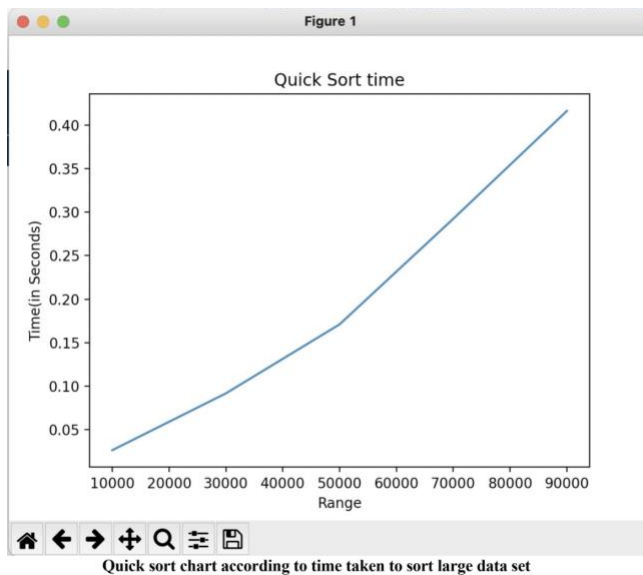 Figure 1
Quick Sort time
Time(in Seconds)
0.40
0.35
0.30
0.25
0.20
0.15
0.10
0.05
10000 20000 30000 40000 50000 60000 70000 80000 90000
Range
Quick sort chart according to time taken to sort large data set